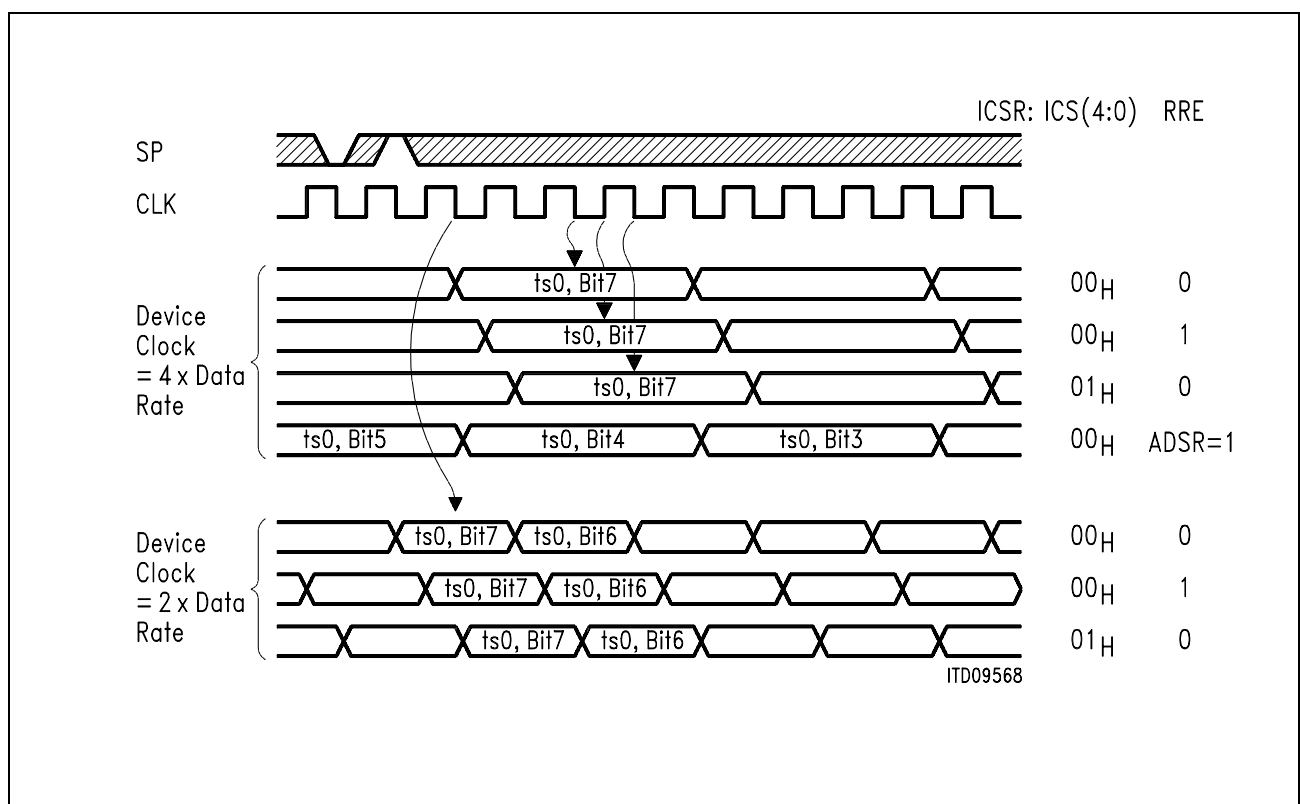 ICSR: ICS(4:0) RRE
SP
CLK
Device
Clock
= 4 x Data
Rate
ts0, Bit7 00H 0
ts0, Bit7 00H 1
ts0, Bit7 01H 0
ts0, Bit5 ts0, Bit4 ts0, Bit3 00H ADSR=1
Device
Clock
= 2 x Data
Rate
ts0, Bit7 ts0, Bit6 00H 0
ts0, Bit7 ts0, Bit6 00H 1
ts0, Bit7 ts0, Bit6 01H 0
ITD09568